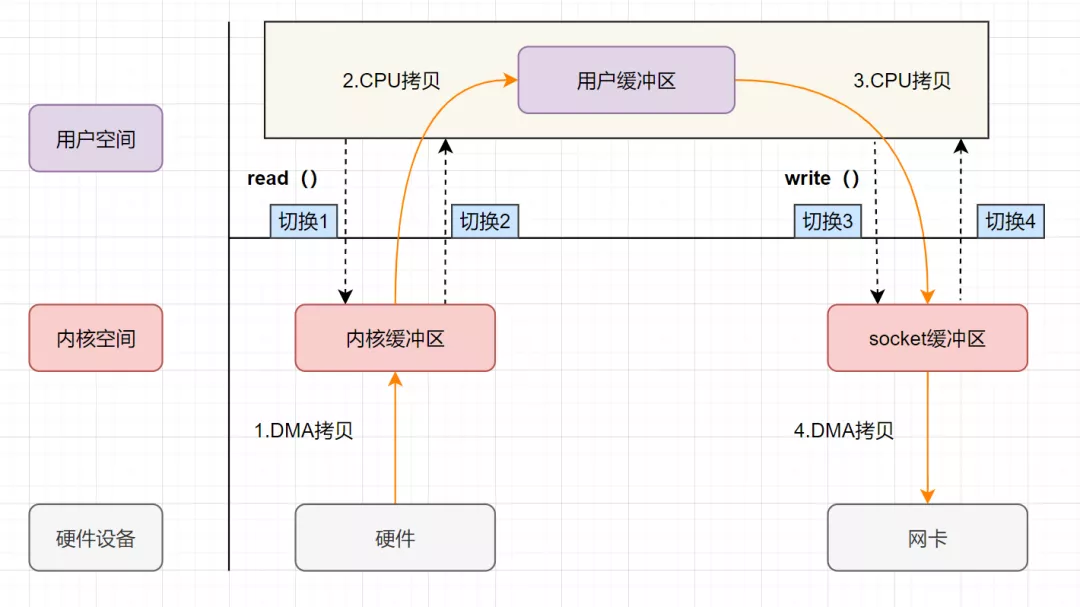 2.CPU拷贝
用户缓冲区
3.CPU拷贝
用户空间
read（）
write（）
切换1
切换2
切换3
切换4
内核空间
内核缓冲区
socket缓冲区
1.DMA拷贝
4.DMA拷贝
硬件设备
硬件
网卡